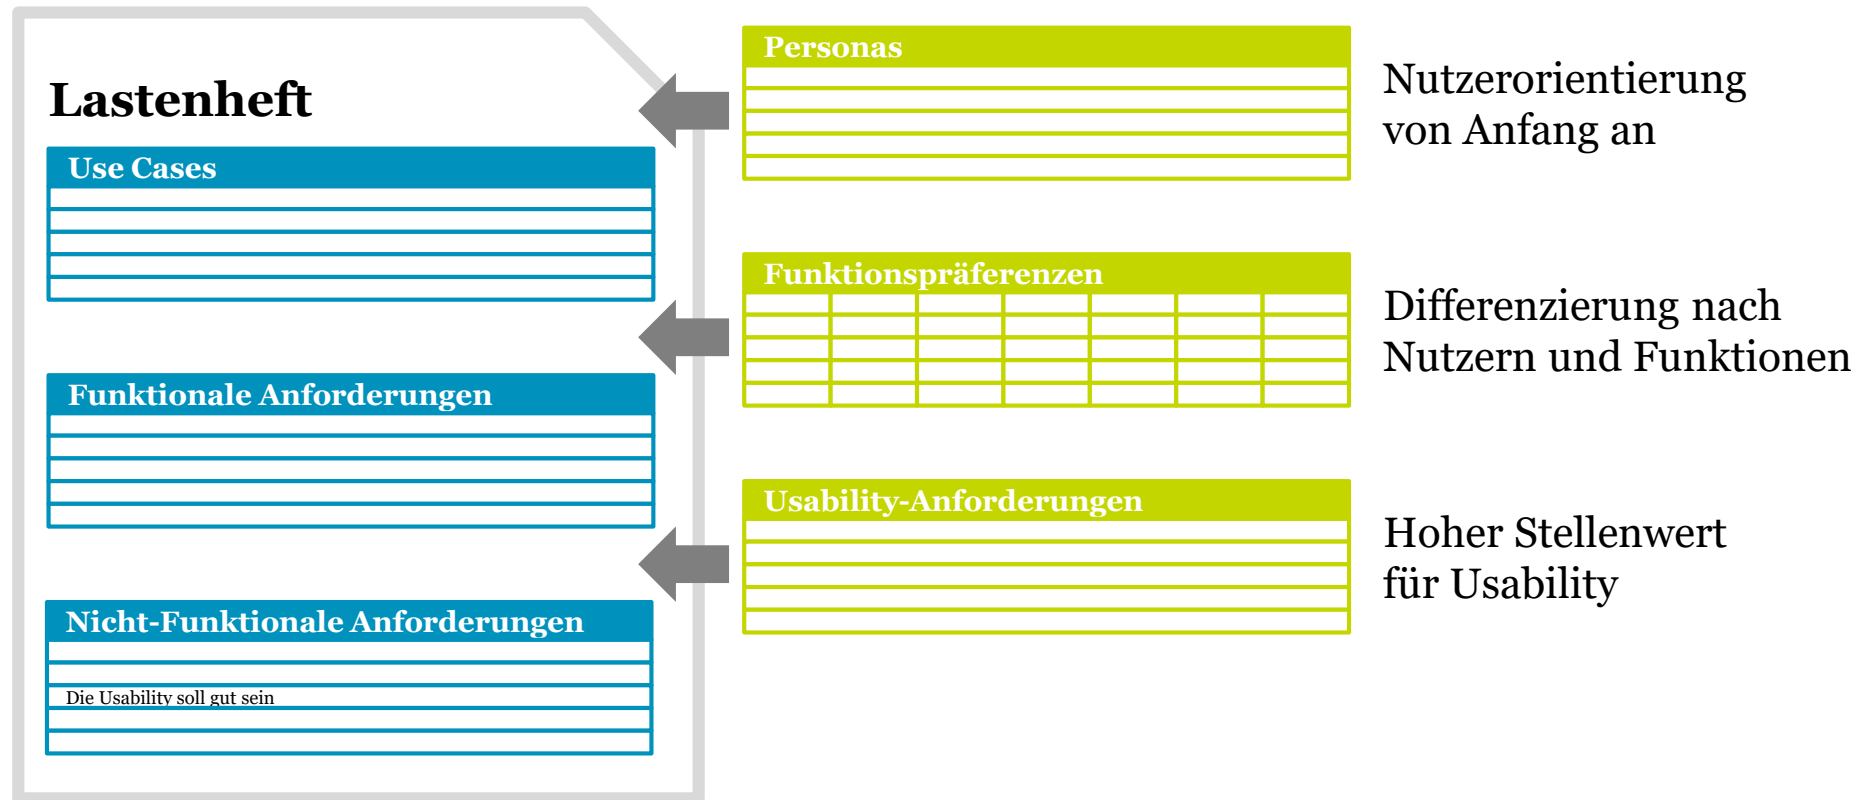 Lastenheft
Use Cases
Funktionale Anforderungen
Nicht-Funktionale Anforderungen
Die Usability soll gut sein
Personas
Nutzerorientierung
von Anfang an
Funktionspräferenzen
Differenzierung nach
Nutzern und Funktionen
Usability-Anforderungen
Hoher Stellenwert
für Usability